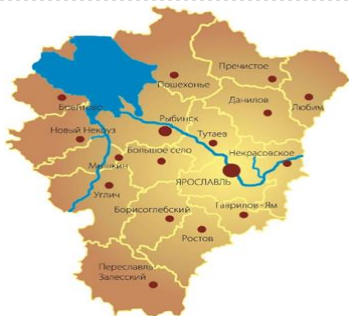 Пречистое
Пошехонье
Данилов
Любим
Брейтово
Рыбинск
Новый Некоуз
Тутаев
Некрасовское
Большое село
Мышкин
ЯРОСЛАВЛЬ
Углич
Гаврилов-Ям
Борисоглебский
Ростов
Переславль
Залесский